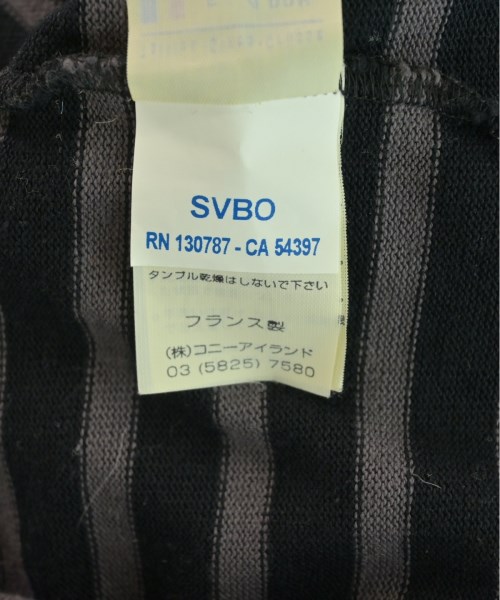 SVBO
RN 130787 - CA 54397
タンブル乾燥はしないで下さい
フランス製
(株)コニーアイランド
03 (5825) 7580